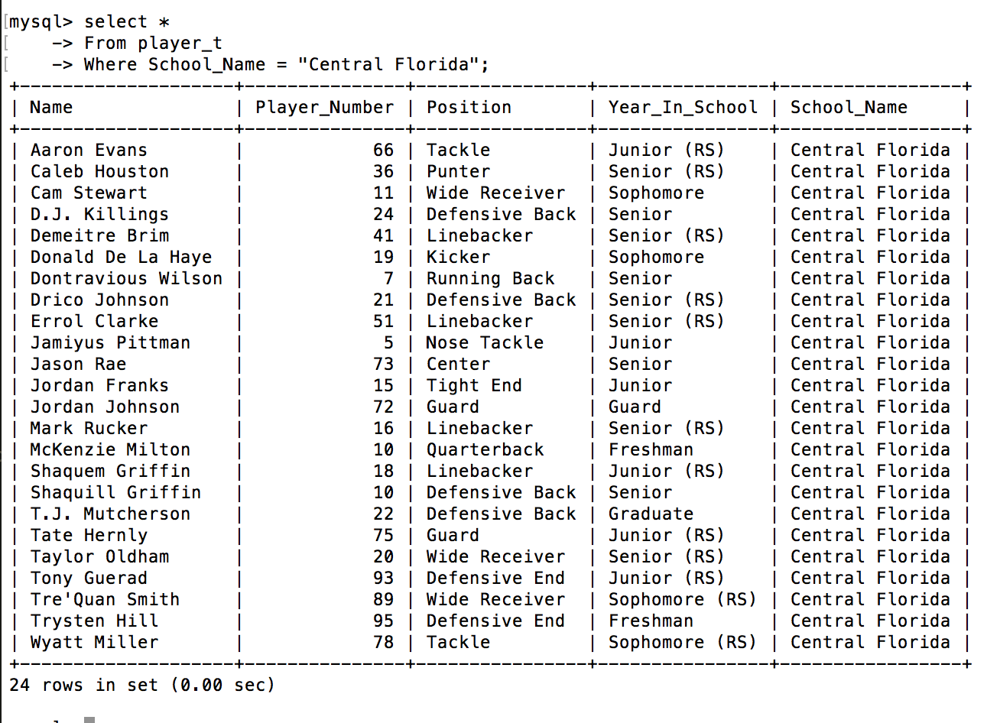 mysql> select *
    -> From player_t
    -> Where School_Name = "Central Florida";
+--------------------+---------------+----------------+----------------+-----------------+
| Name               | Player_Number | Position       | Year_In_School | School_Name     |
+--------------------+---------------+----------------+----------------+-----------------+
| Aaron Evans        |            66 | Tackle         | Junior (RS)    | Central Florida |
| Caleb Houston      |            36 | Punter         | Senior (RS)    | Central Florida |
| Cam Stewart        |            11 | Wide Receiver  | Sophomore      | Central Florida |
| D.J. Killings      |            24 | Defensive Back | Senior         | Central Florida |
| Demeitre Brim      |            41 | Linebacker     | Senior (RS)    | Central Florida |
| Donald De La Haye  |            19 | Kicker         | Sophomore      | Central Florida |
| Dontravious Wilson |             7 | Running Back   | Senior         | Central Florida |
| Drico Johnson      |            21 | Defensive Back | Senior (RS)    | Central Florida |
| Errol Clarke       |            51 | Linebacker     | Senior (RS)    | Central Florida |
| Jamiyus Pittman    |             5 | Nose Tackle    | Junior         | Central Florida |
| Jason Rae          |            73 | Center         | Senior         | Central Florida |
| Jordan Franks      |            15 | Tight End      | Junior         | Central Florida |
| Jordan Johnson     |            72 | Guard          | Guard          | Central Florida |
| Mark Rucker        |            16 | Linebacker     | Senior (RS)    | Central Florida |
| McKenzie Milton    |            10 | Quarterback    | Freshman       | Central Florida |
| Shaquem Griffin    |            18 | Linebacker     | Junior (RS)    | Central Florida |
| Shaquill Griffin   |            10 | Defensive Back | Senior         | Central Florida |
| T.J. Mutcherson    |            22 | Defensive Back | Graduate       | Central Florida |
| Tate Hernly        |            75 | Guard          | Junior (RS)    | Central Florida |
| Taylor Oldham      |            20 | Wide Receiver  | Senior (RS)    | Central Florida |
| Tony Guerad        |            93 | Defensive End  | Junior (RS)    | Central Florida |
| Tre'Quan Smith     |            89 | Wide Receiver  | Sophomore (RS) | Central Florida |
| Trysten Hill       |            95 | Defensive End  | Freshman       | Central Florida |
| Wyatt Miller       |            78 | Tackle         | Sophomore (RS) | Central Florida |
+--------------------+---------------+----------------+----------------+-----------------+
24 rows in set (0.00 sec)